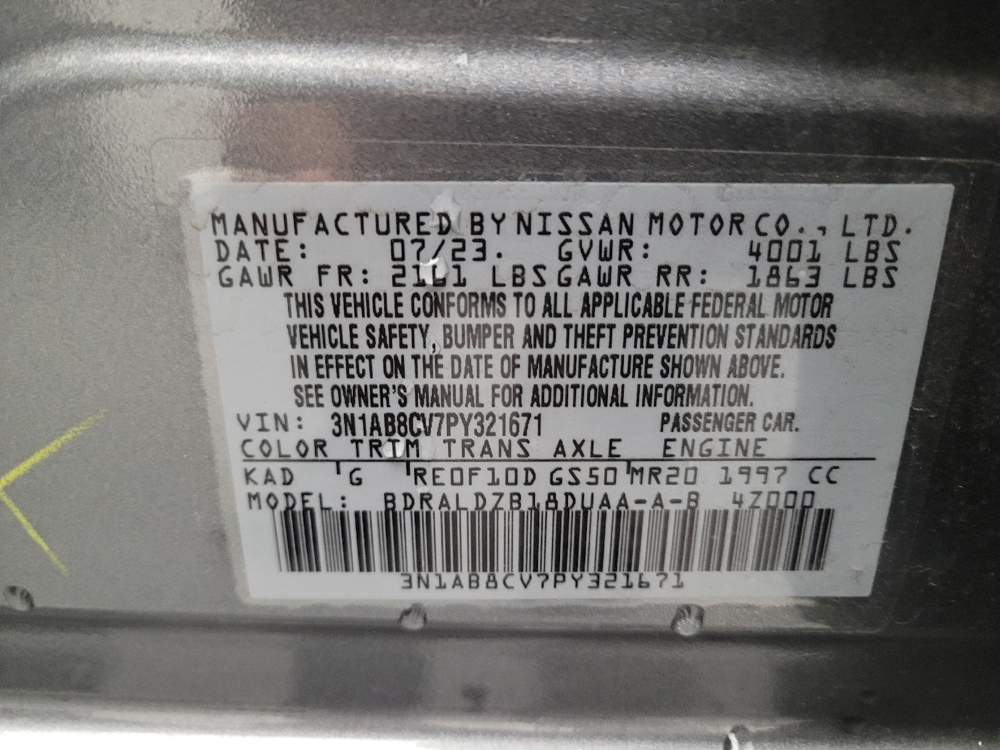 MANUFACTURED BY NISSAN MOTOR CO., LTD.
DATE: 07/23. GVWR: 4001 LBS
GAWR FR: 2161 LBS GAWR RR: 1863 LBS
THIS VEHICLE CONFORMS TO ALL APPLICABLE FEDERAL MOTOR
VEHICLE SAFETY, BUMPER AND THEFT PREVENTION STANDARDS
IN EFFECT ON THE DATE OF MANUFACTURE SHOWN ABOVE.
SEE OWNER'S MANUAL FOR ADDITIONAL INFORMATION.
VIN: 3N1AB8CV7PY321671 PASSENGER CAR.
COLOR TRIM TRANS AXLE ENGINE
KAD G RE0F10D GS50 MR20 1997 CC
MODEL: BDRALDZB18DUAA-A-B 4Z000
3N1AB8CV7PY321671